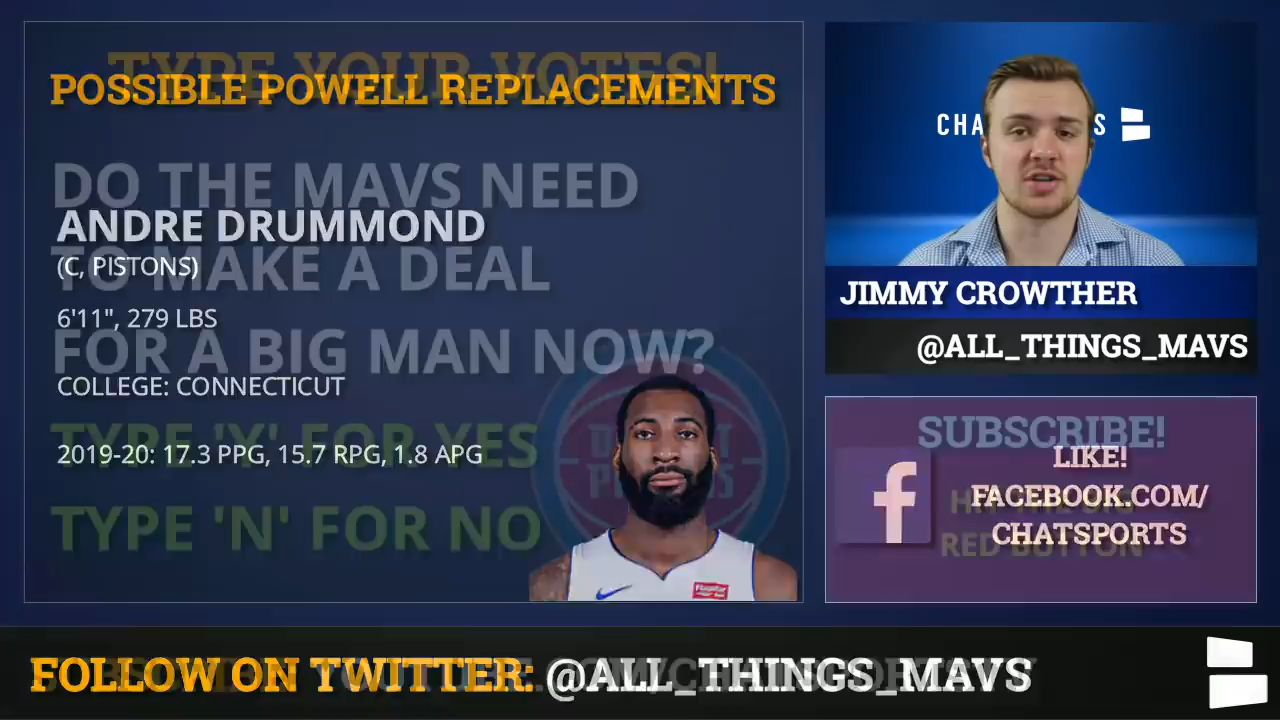 TYPE YOUR VOTES!
POSSIBLE POWELL REPLACEMENTS
DO THE MAVS NEED
ANDRE DRUMMOND
(C, PISTONS)
TO MAKE A DEAL
6'11", 279 LBS
FOR A BIG MAN NOW?
COLLEGE: CONNECTICUT
TYPE 'Y' FOR YES
2019-20: 17.3 PPG, 15.7 RPG, 1.8 APG
TYPE 'N' FOR NO
JIMMY CROWTHER
@ALL_THINGS_MAVS
SUBSCRIBE!
LIKE!
FACEBOOK.COM/
CHATSPORTS
RED BUTTON
FOLLOW ON TWITTER: @ALL_THINGS_MAVS